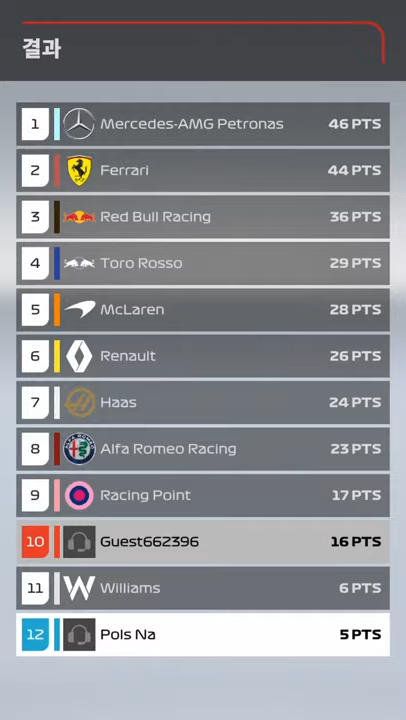 결과
1 Mercedes-AMG Petronas 46 PTS
2 Ferrari 44 PTS
3 Red Bull Racing 36 PTS
4 Toro Rosso 29 PTS
5 McLaren 28 PTS
6 Renault 26 PTS
7 Haas 24 PTS
8 Alfa Romeo Racing 23 PTS
9 Racing Point 17 PTS
10 Guest662396 16 PTS
11 Williams 6 PTS
12 Pols Na 5 PTS